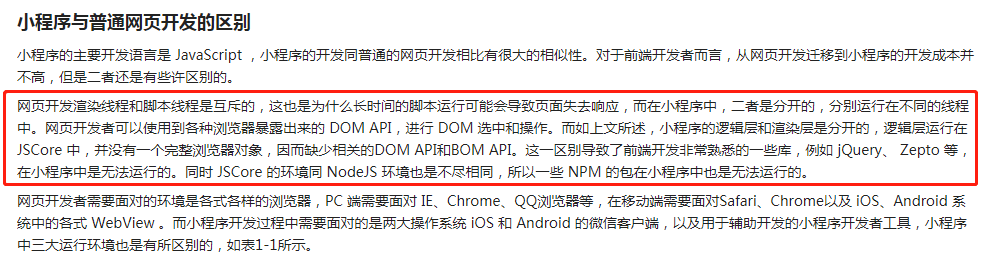 小程序与普通网页开发的区别
小程序的主要开发语言是 JavaScript ，小程序的开发同普通的网页开发相比有很大的相似性。对于前端开发者而言，从网页开发迁移到小程序的开发成本并
不高，但是二者还是有些许区别的。
网页开发渲染线程和脚本线程是互斥的，这也是为什么长时间的脚本运行可能会导致页面失去响应，而在小程序中，二者是分开的，分别运行在不同的线程
中。网页开发者可以使用到各种浏览器暴露出来的 DOM API，进行 DOM 选中和操作。而如上文所述，小程序的逻辑层和渲染层是分开的，逻辑层运行在
JSCore 中，并没有一个完整浏览器对象，因而缺少相关的DOM API和BOM API。这一区别导致了前端开发非常熟悉的一些库，例如 jQuery、 Zepto 等，
在小程序中是无法运行的。同时 JSCore 的环境同 NodeJS 环境也是不尽相同，所以一些 NPM 的包在小程序中也是无法运行的。
网页开发者需要面对的环境是各式各样的浏览器，PC 端需要面对 IE、Chrome、QQ浏览器等，在移动端需要面对Safari、Chrome以及 iOS、Android 系
统中的各式 WebView 。而小程序开发过程中需要面对的是两大操作系统 iOS 和 Android 的微信客户端，以及用于辅助开发的小程序开发者工具，小程序
中三大运行环境也是有所区别的，如表1-1所示。